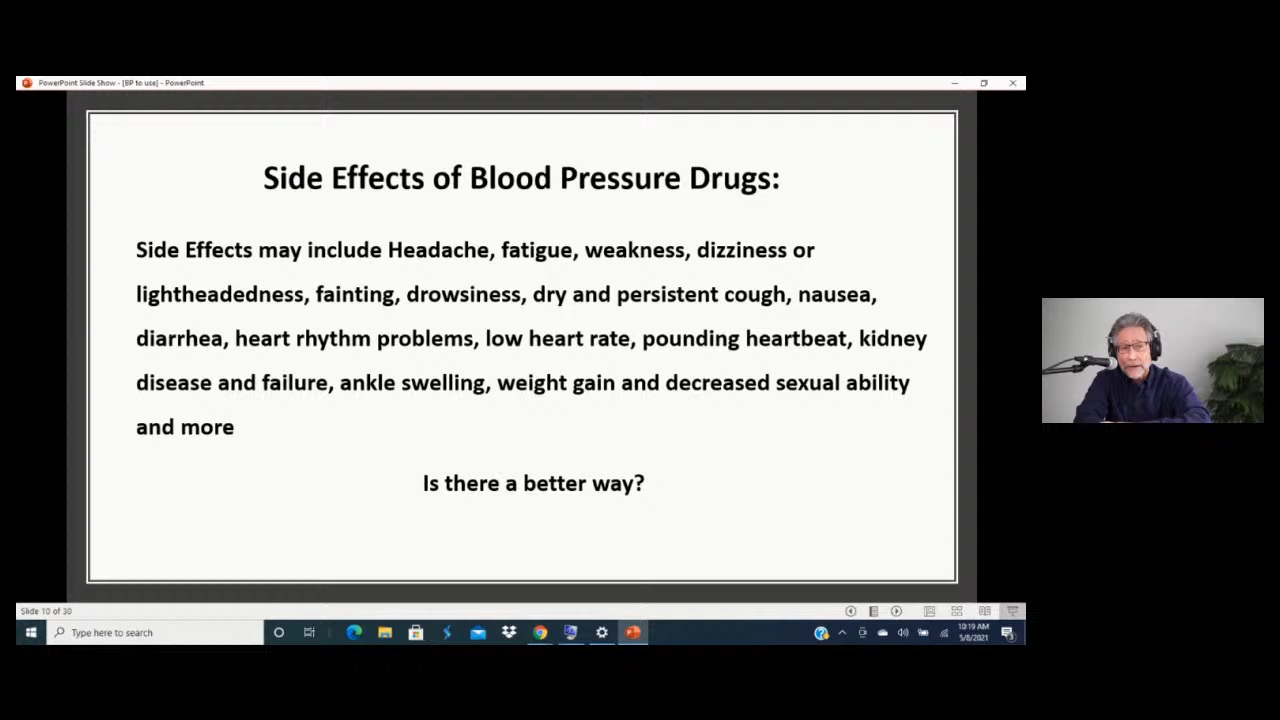 PowerPoint Slide Show - [BP to use] - PowerPoint
Side Effects of Blood Pressure Drugs:
Side Effects may include Headache, fatigue, weakness, dizziness or
lightheadedness, fainting, drowsiness, dry and persistent cough, nausea,
diarrhea, heart rhythm problems, low heart rate, pounding heartbeat, kidney
disease and failure, ankle swelling, weight gain and decreased sexual ability
and more
Is there a better way?
Slide 10 of 30
Type here to search
10:19 AM
5/8/2021